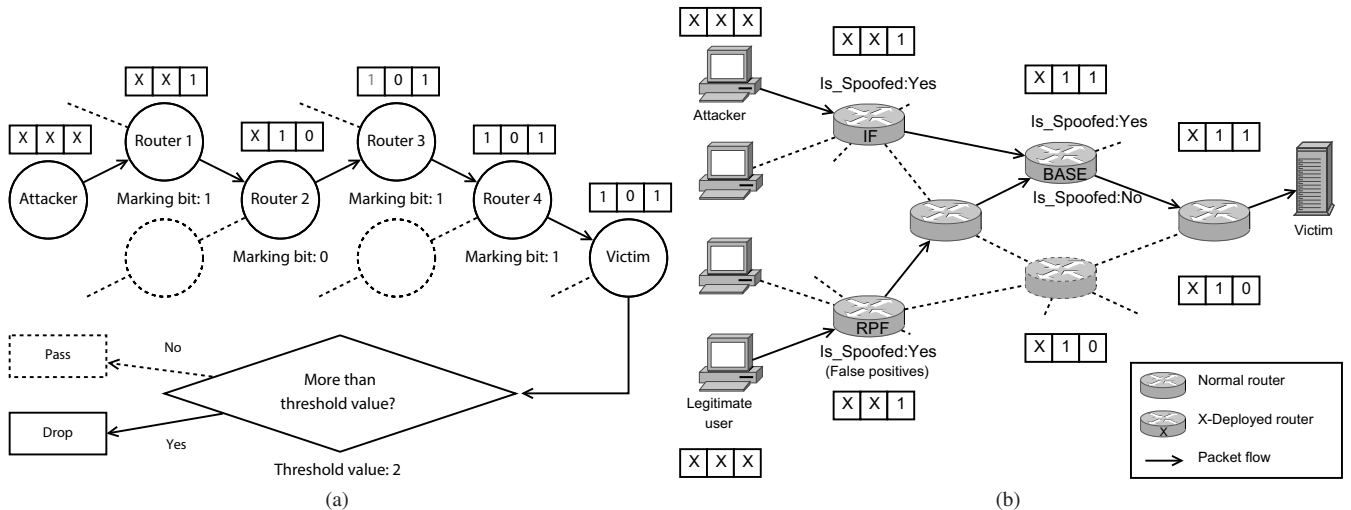 X X 1
1 0 1
X X X
Router 1
X 1 0
Router 3
1 0 1
Attacker
Marking bit: 1
Router 2
Marking bit: 1
Router 4
1 0 1
Marking bit: 0
Marking bit: 1
Victim
Pass
No
More than
threshold value?
Drop
Yes
Threshold value: 2
(a)
X X X
X X 1
Is_Spoofed:Yes
Attacker
IF
X 1 1
Is_Spoofed:Yes
BASE
Is_Spoofed:No
X 1 1
Victim
RPF
Is_Spoofed:Yes
(False positives)
X X 1
Legitimate
user
X X X
X 1 0
X 1 0
Normal router
X
X-Deployed router
Packet flow
(b)